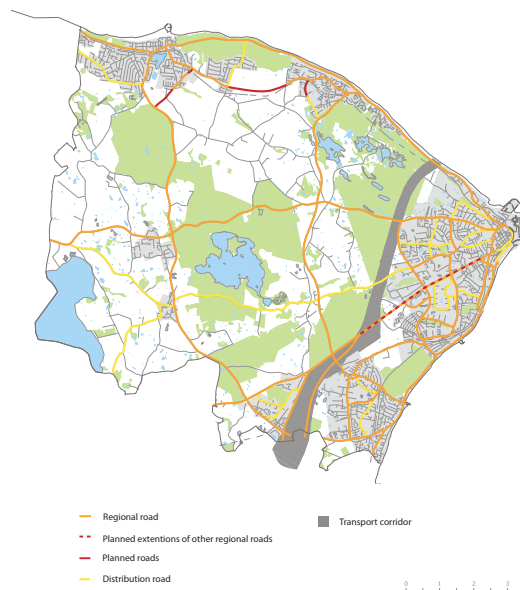 Regional road
Planned extentions of other regional roads
Planned roads
Distribution road
Transport corridor
0 1 2 3